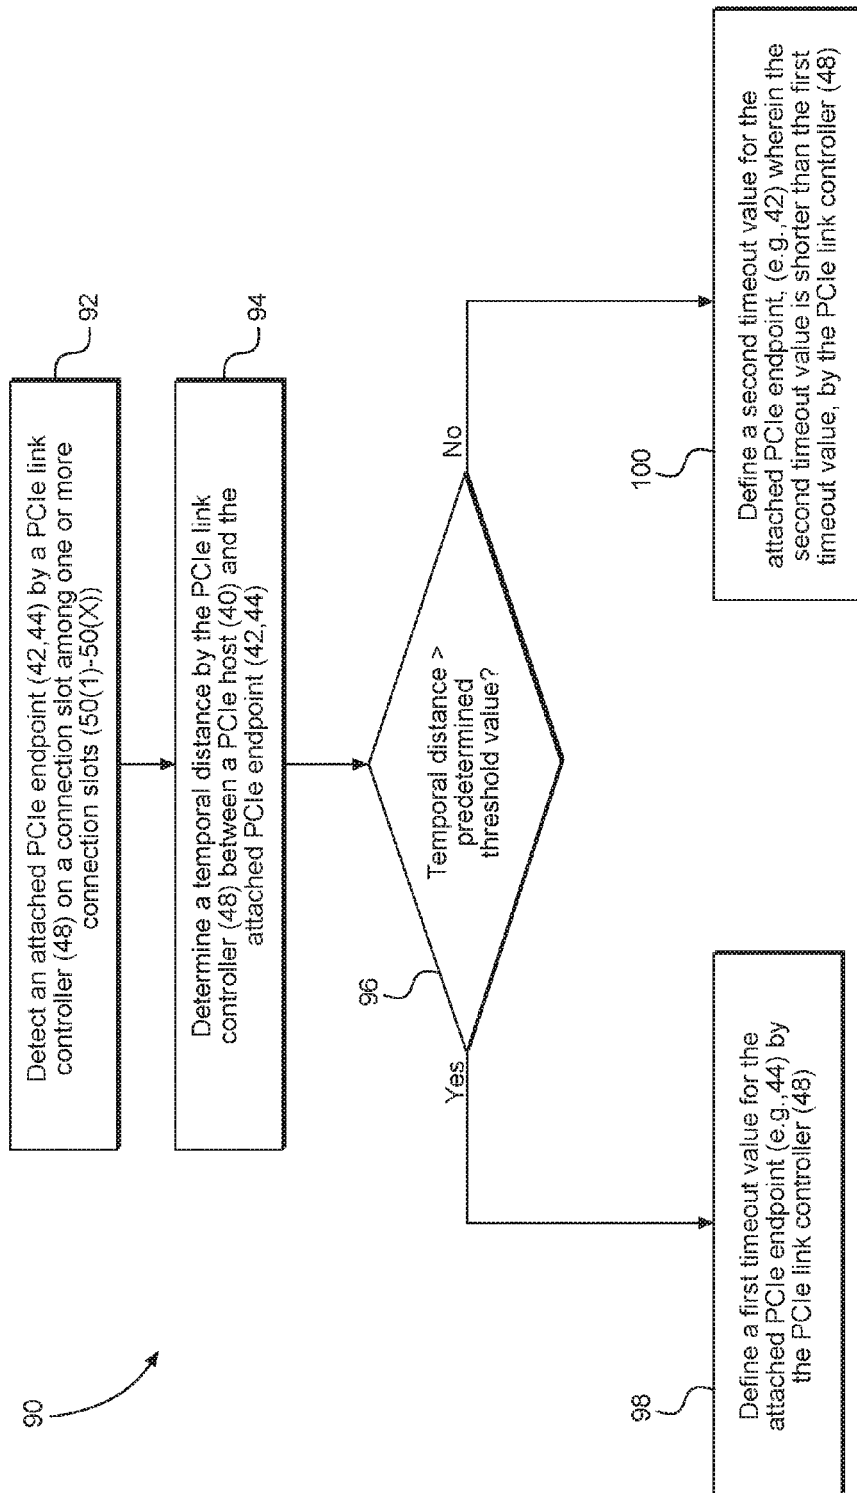 90
Detect an attached PCIe endpoint (42,44) by a PCIe link
controller (48) on a connection slot among one or more
connection slots (50(1)-50(X))
92
Determine a temporal distance by the PCIe link
controller (48) between a PCIe host (40) and the
attached PCIe endpoint (42,44)
94
Temporal distance >
predetermined
threshold value?
96
Yes
No
98
Define a first timeout value for the
attached PCIe endpoint (e.g.,44) by
the PCIe link controller (48)
100
Define a second timeout value for the
attached PCIe endpoint, (e.g.,42) wherein the
second timeout value is shorter than the first
timeout value, by the PCIe link controller (48)